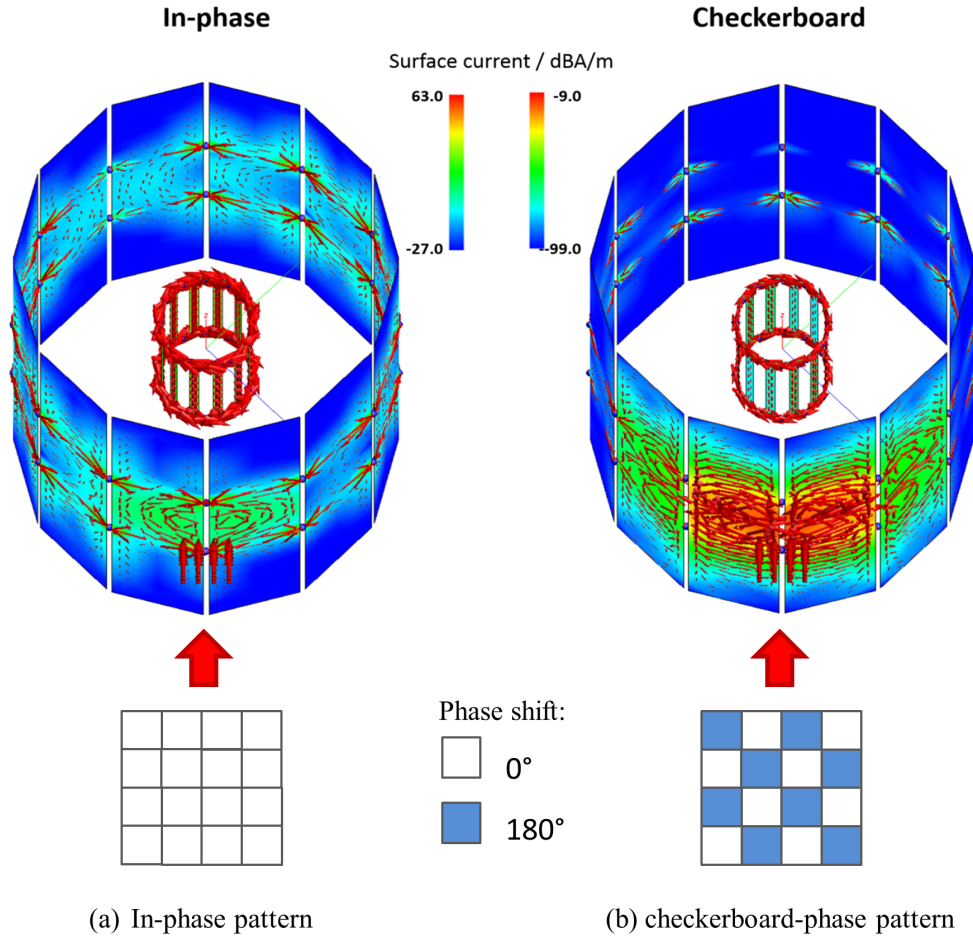 In-phase
Checkerboard
Surface current / dBA/m
63.0
-9.0
-27.0
-99.0
z
Phase shift:
0°
180°
(a) In-phase pattern
(b) checkerboard-phase pattern